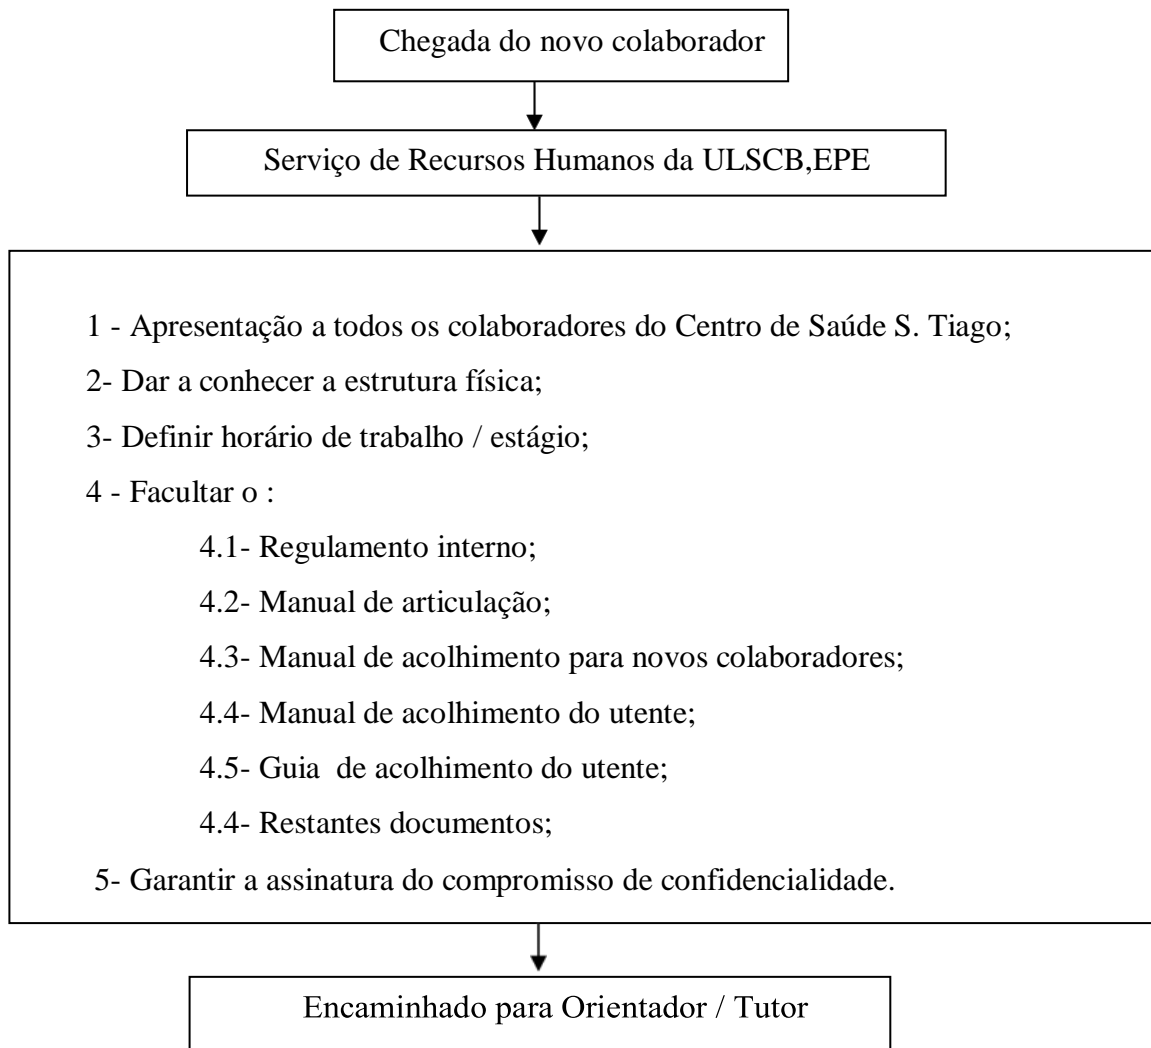 Chegada do novo colaborador
Serviço de Recursos Humanos da ULSCB,EPE
1 - Apresentação a todos os colaboradores do Centro de Saúde S. Tiago;
2- Dar a conhecer a estrutura física;
3- Definir horário de trabalho / estágio;
4 - Facultar o :
4.1- Regulamento interno;
4.2- Manual de articulação;
4.3- Manual de acolhimento para novos colaboradores;
4.4- Manual de acolhimento do utente;
4.5- Guia  de acolhimento do utente;
4.4- Restantes documentos;
5- Garantir a assinatura do compromisso de confidencialidade.
Encaminhado para Orientador / Tutor